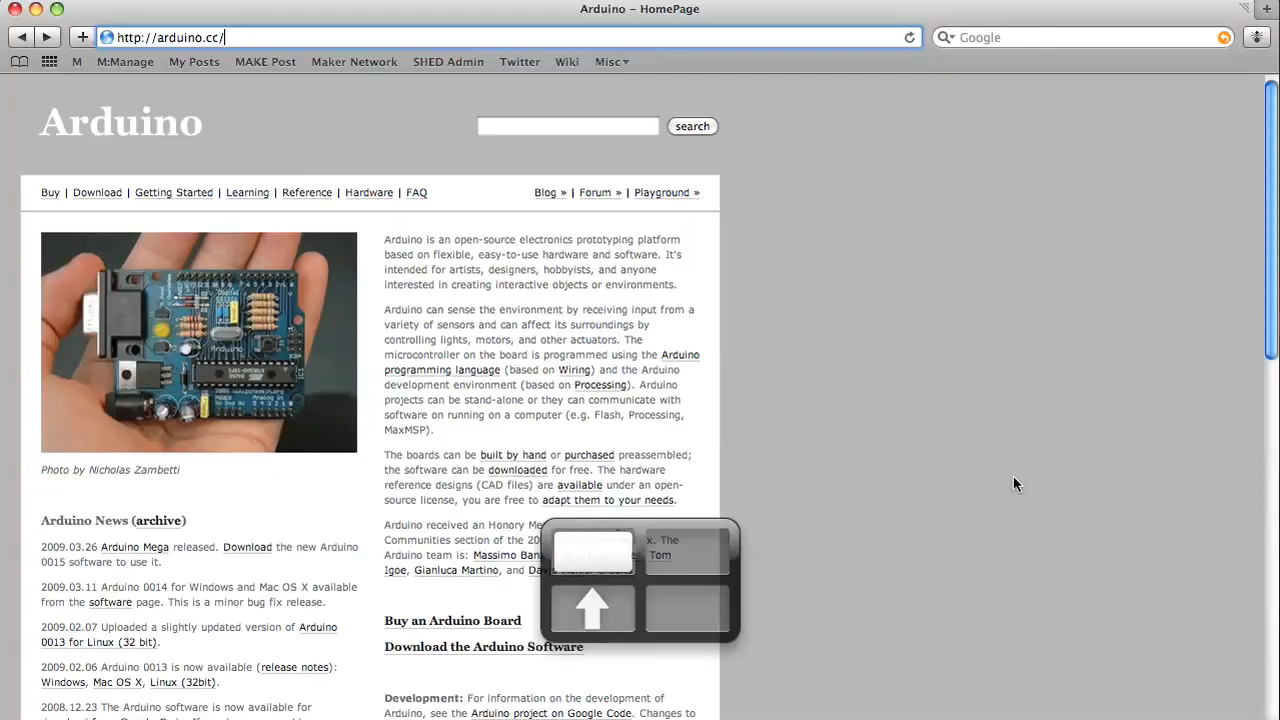 Arduino – HomePage
http://arduino.cc/
Google
M M:Manage My Posts MAKE Post Maker Network SHED Admin Twitter Wiki Misc
Arduino
search
Buy | Download | Getting Started | Learning | Reference | Hardware | FAQ
Blog » | Forum » | Playground »
Photo by Nicholas Zambetti
Arduino News (archive)
2009.03.26 Arduino Mega released. Download the new Arduino
0015 software to use it.
2009.03.11 Arduino 0014 for Windows and Mac OS X available
from the software page. This is a minor bug fix release.
2009.02.07 Uploaded a slightly updated version of Arduino
0013 for Linux (32 bit).
2009.02.06 Arduino 0013 is now available (release notes):
Windows, Mac OS X, Linux (32bit).
2008.12.23 The Arduino software is now available for
Arduino is an open-source electronics prototyping platform
based on flexible, easy-to-use hardware and software. It's
intended for artists, designers, hobbyists, and anyone
interested in creating interactive objects or environments.
Arduino can sense the environment by receiving input from a
variety of sensors and can affect its surroundings by
controlling lights, motors, and other actuators. The
microcontroller on the board is programmed using the Arduino
programming language (based on Wiring) and the Arduino
development environment (based on Processing). Arduino
projects can be stand-alone or they can communicate with
software on running on a computer (e.g. Flash, Processing,
MaxMSP).
The boards can be built by hand or purchased preassembled;
the software can be downloaded for free. The hardware
reference designs (CAD files) are available under an open-
source license, you are free to adapt them to your needs.
Arduino received an Honory
Communities section of the x. The
Arduino team is: Massimo Tom
Igoe, Gianluca Martino, and
Buy an Arduino Board
Download the Arduino Software
Development: For information on the development of
Arduino, see the Arduino project on Google Code. Changes to